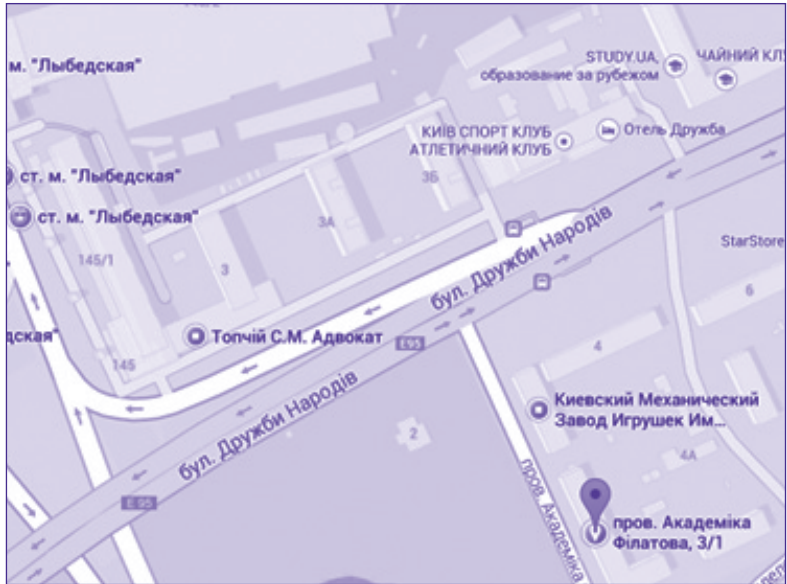 м. "Лыбедская"
STUDY.UA,
образование за рубежом
ЧАЙНИЙ КЛ
КИЇВ СПОРТ КЛУБ
АТЛЕТИЧНИЙ КЛУБ
Отель Дружба
ст. м. "Лыбедская"
3Б
ст. м. "Лыбедская"
3А
бул. Дружби Народів
StarStore
145/1
3
6
дская"
Топчій С.М. Адвокат
E95
4
145
Киевский Механический
Завод Игрушек Им...
бул. Дружби Народів
2
4А
E 95
пров. Академіка
пров. Академіка
Філатова, 3/1